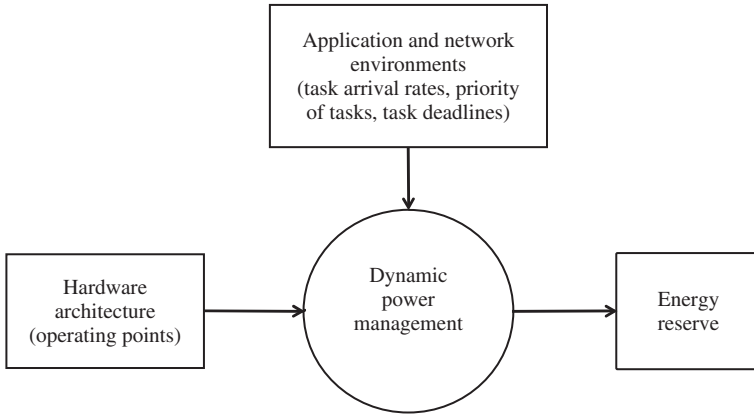 Application and network
environments
(task arrival rates, priority
of tasks, task deadlines)
Hardware
architecture
(operating points)
Dynamic
power
management
Energy
reserve